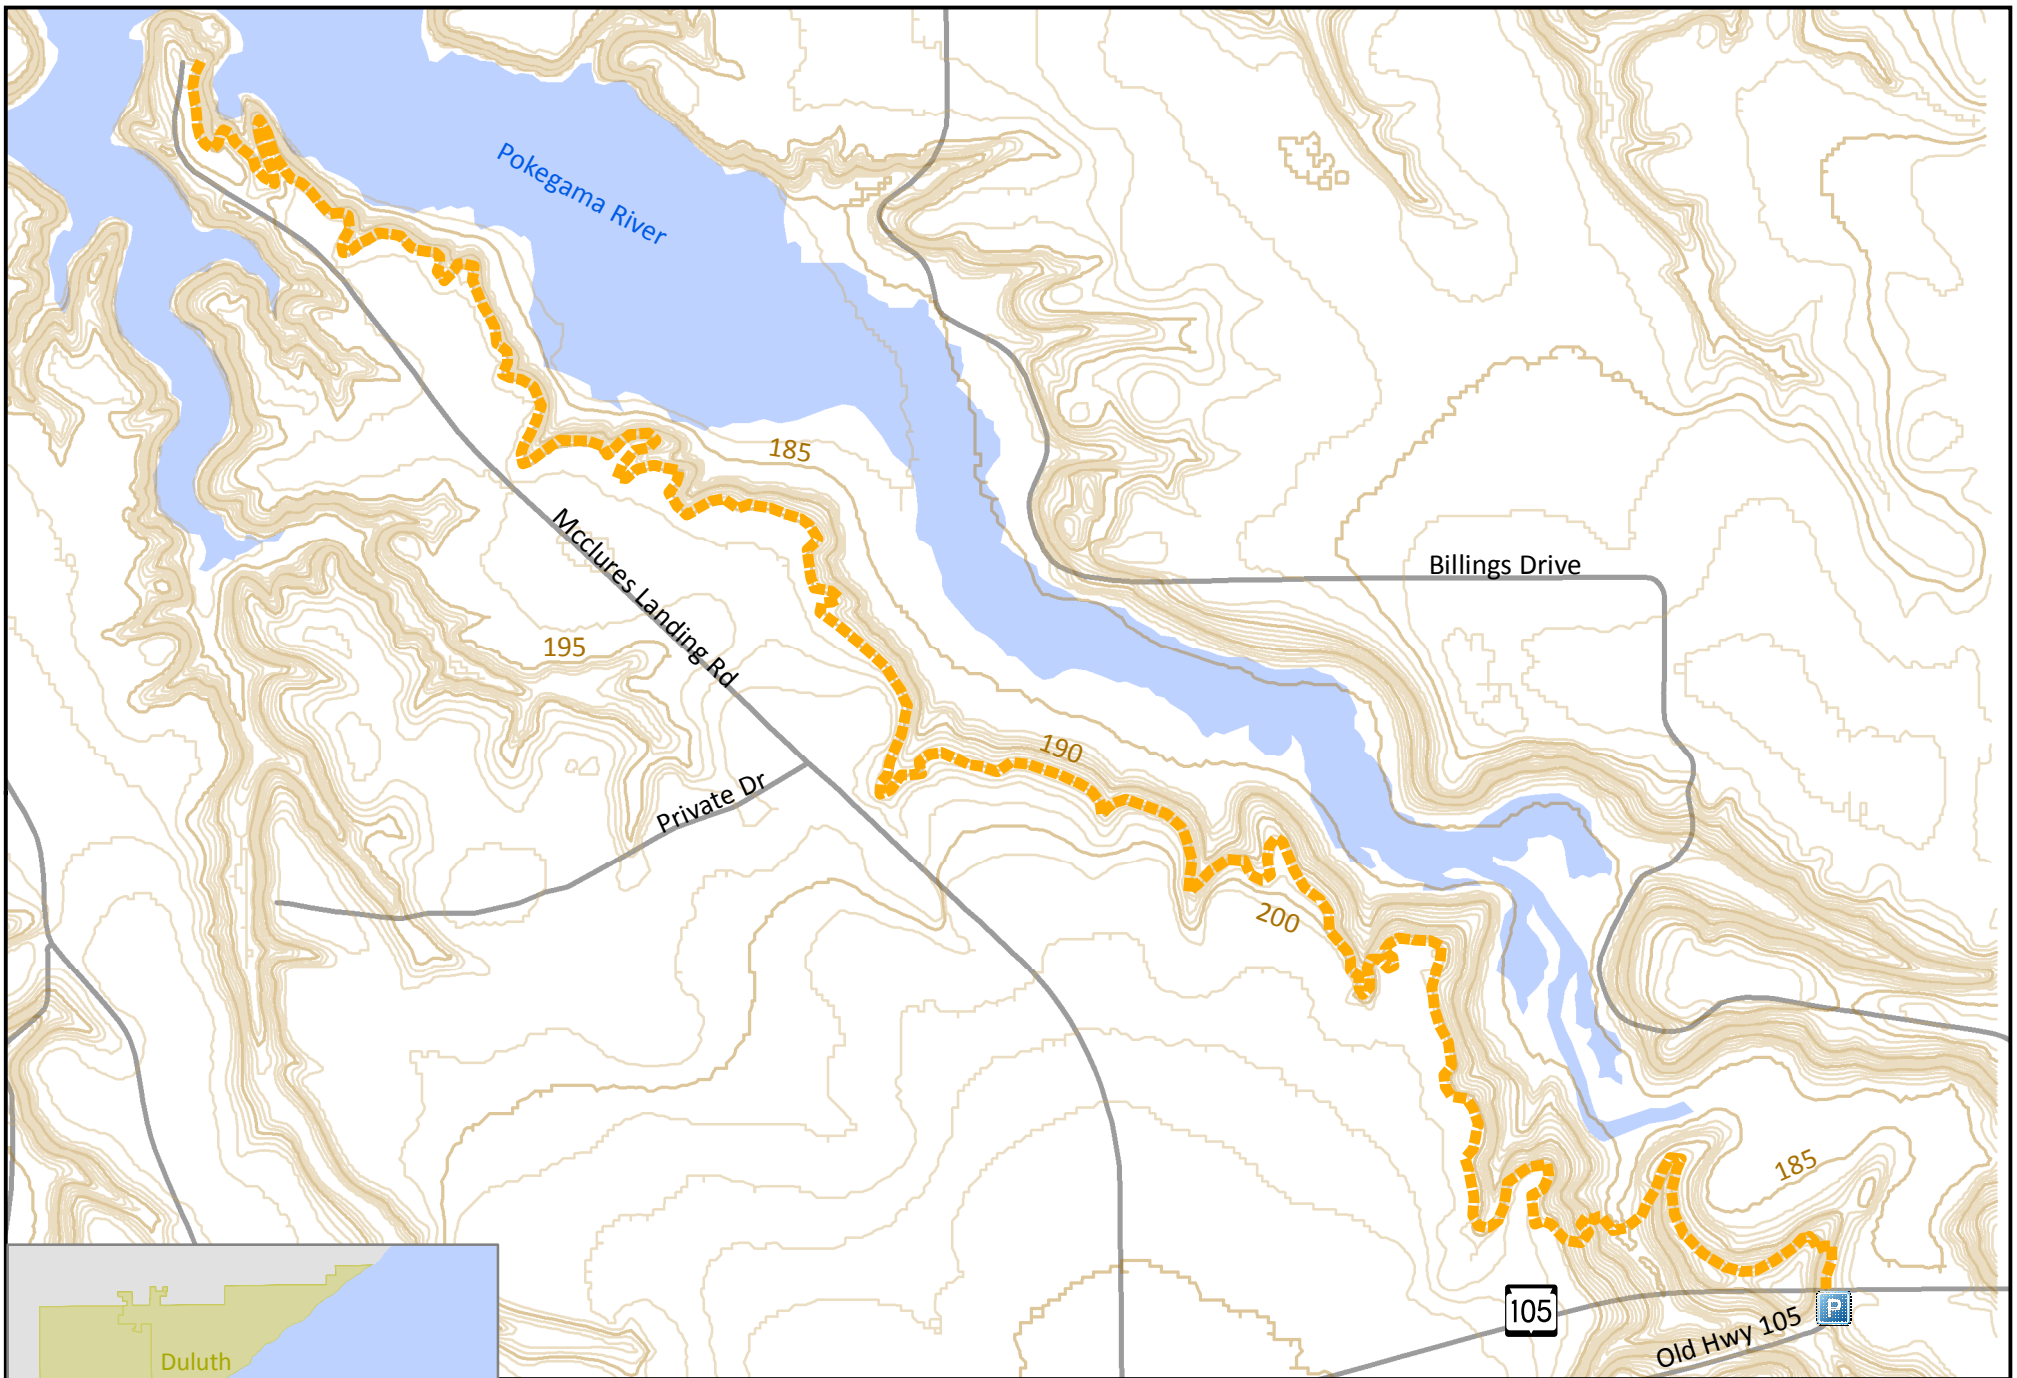 Pokegama River
185
Mcclures Landing Rd
Billings Drive
195
190
Private Dr
200
185
105
P
Old Hwy 105
Duluth